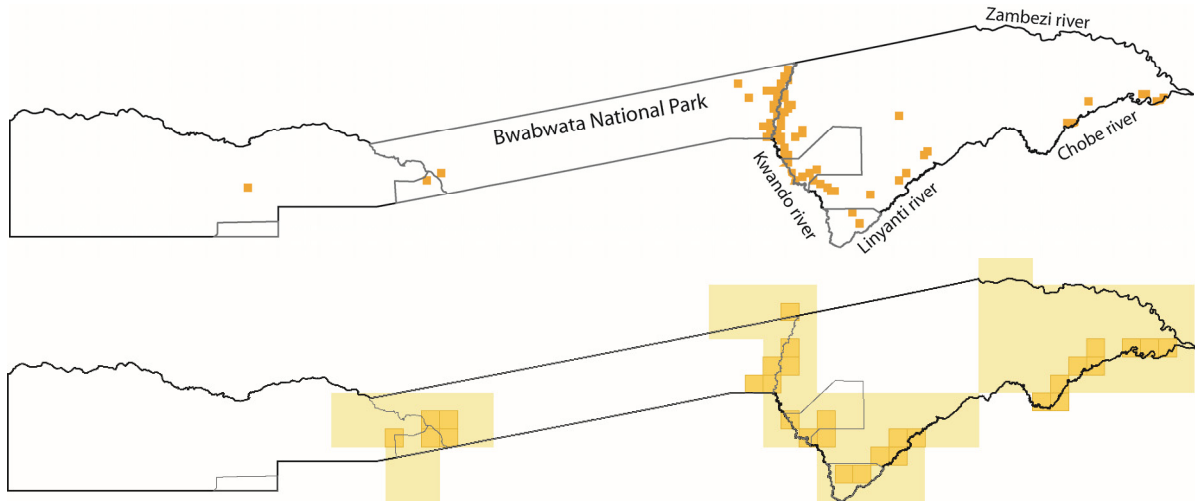 Zambezi river
Bwabwata National Park
Chobe river
Kwando river
Linyanti river